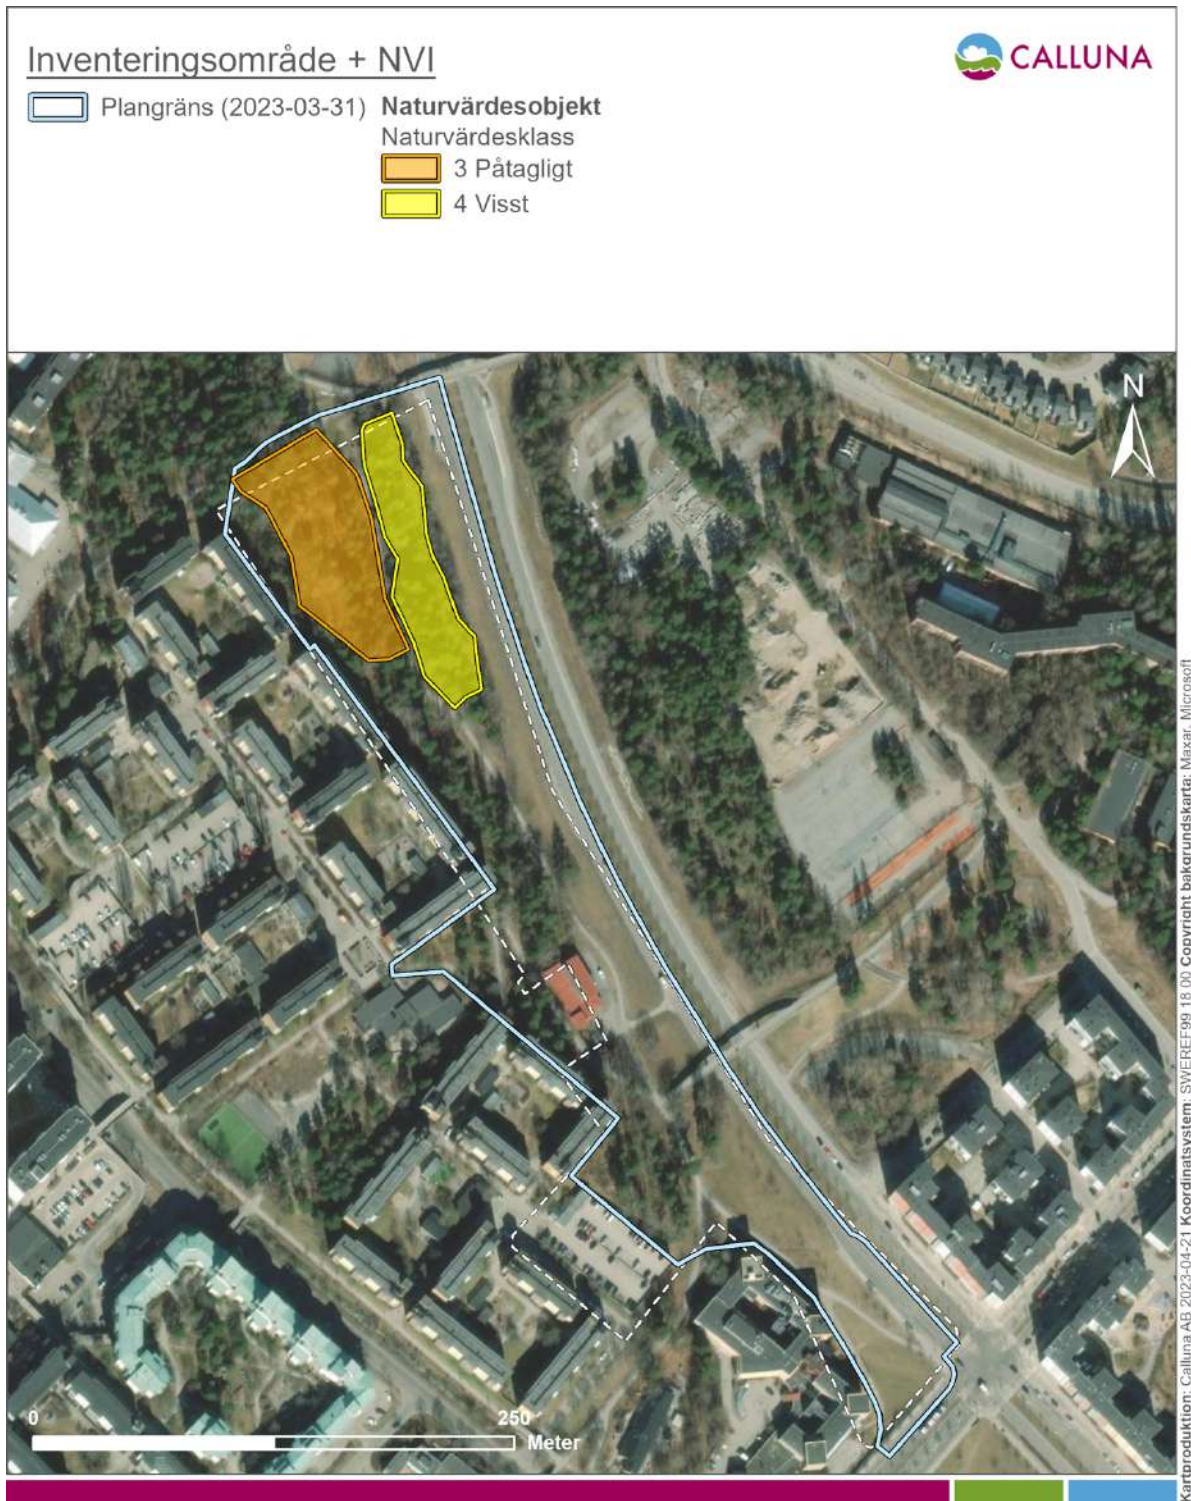 Inventeringsområde + NVI
CALLUNA
Plangräns (2023-03-31)
Naturvärdesobjekt
Naturvärdesklass
3 Påtagligt
4 Visst
N
0
250
Meter
Kartproduktion: Calluna AB 2023-04-21 Koordinatsystem: SWEREF99 18 00 Copyright bakgrundskarta: Maxar, Microsoft